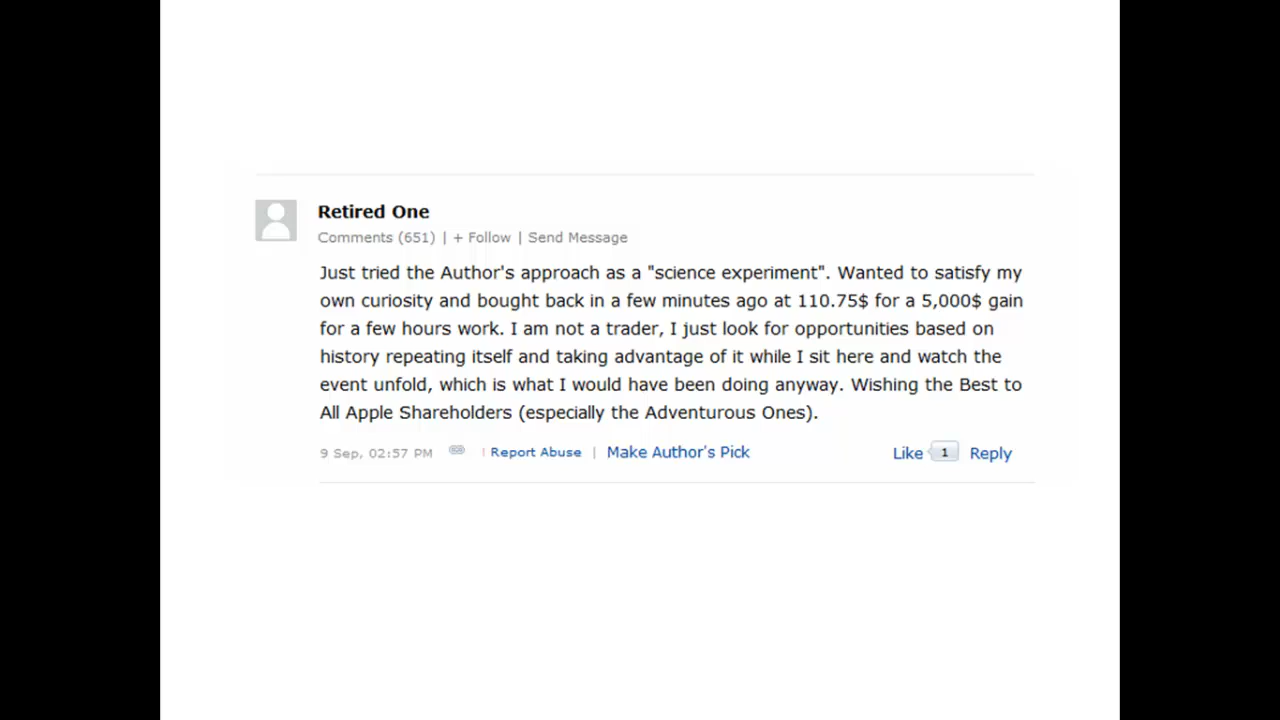 Retired One
Comments (651) | + Follow | Send Message
Just tried the Author's approach as a "science experiment". Wanted to satisfy my
own curiosity and bought back in a few minutes ago at 110.75$ for a 5,000$ gain
for a few hours work. I am not a trader, I just look for opportunities based on
history repeating itself and taking advantage of it while I sit here and watch the
event unfold, which is what I would have been doing anyway. Wishing the Best to
All Apple Shareholders (especially the Adventurous Ones).
9 Sep, 02:57 PM ! Report Abuse | Make Author's Pick Like 1 Reply